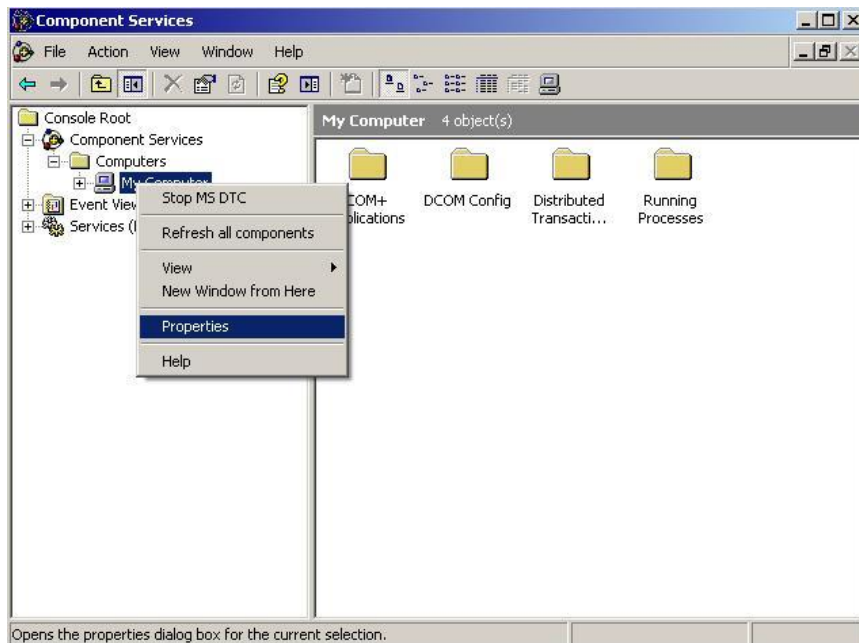 Component Services
File Action View Window Help
Console Root
Component Services
Computers
My Computer
Event View
Services (
My Computer 4 object(s)
COM+
plications
DCOM Config
Distributed
Transacti...
Running
Processes
Stop MS DTC
Refresh all components
View
New Window from Here
Properties
Help
Opens the properties dialog box for the current selection.